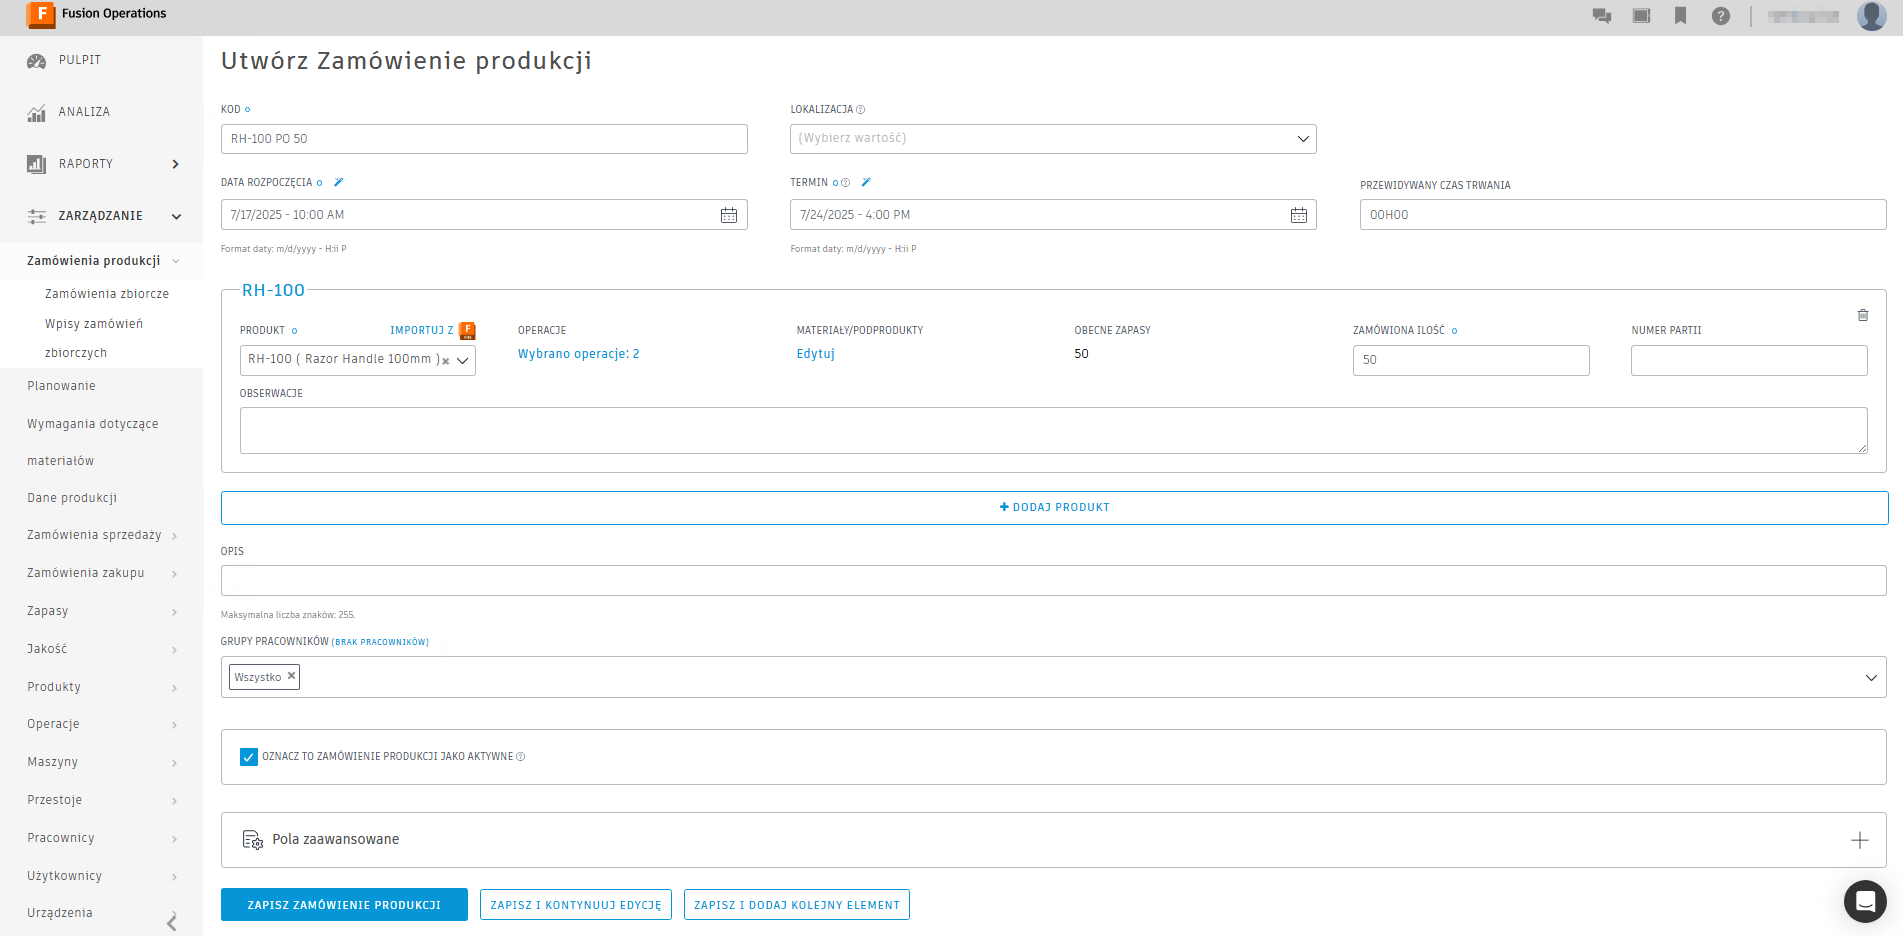 Fusion Operations
PULPIT
ANALIZA
RAPORTY
ZARZĄDZANIE
Zamówienia produkcji
Zamówienia zbiorcze
Wpisy zamówień
zbiorczych
Planowanie
Wymagania dotyczące
materiałów
Dane produkcji
Zamówienia sprzedaży
Zamówienia zakupu
Zapasy
Jakość
Produkty
Operacje
Maszyny
Przestoje
Pracownicy
Użytkownicy
Urządzenia
Utwórz Zamówienie produkcji
KOD
RH-100 PO 50
LOKALIZACJA
(Wybierz wartość)
DATA ROZPOCZĘCIA
7/17/2025 - 10:00 AM
Format daty: m/d/yyyy - H:ii P
TERMIN
7/24/2025 - 4:00 PM
Format daty: m/d/yyyy - H:ii P
PRZEWIDYWANY CZAS TRWANIA
00H00
RH-100
PRODUKT
IMPORTUJ Z
RH-100 ( Razor Handle 100mm )
OPERACJE
Wybrano operacje: 2
MATERIAŁY/PODPRODUKTY
Edytuj
OBECNE ZAPASY
50
ZAMÓWIONA ILOŚĆ
50
NUMER PARTII
OBSERWACJE
+ DODAJ PRODUKT
OPIS
Maksymalna liczba znaków: 255.
GRUPY PRACOWNIKÓW (BRAK PRACOWNIKÓW)
Wszystko
OZNACZ TO ZAMÓWIENIE PRODUKCJI JAKO AKTYWNE
Pola zaawansowane
ZAPISZ ZAMÓWIENIE PRODUKCJI
ZAPISZ I KONTYNUUJ EDYCJĘ
ZAPISZ I DODAJ KOLEJNY ELEMENT